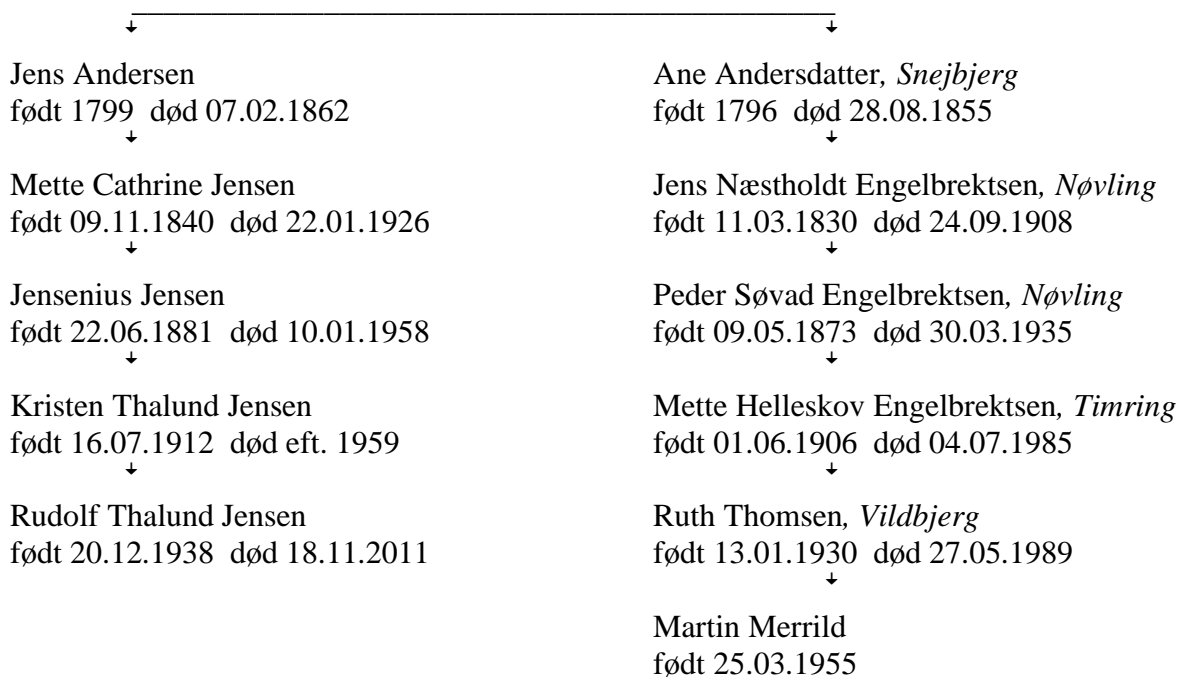 Jens Andersen
født 1799 død 07.02.1862
Mette Cathrine Jensen
født 09.11.1840 død 22.01.1926
Jensenius Jensen
født 22.06.1881 død 10.01.1958
Kristen Thalund Jensen
født 16.07.1912 død eft. 1959
Rudolf Thalund Jensen
født 20.12.1938 død 18.11.2011
Ane Andersdatter, Snejbjerg
født 1796 død 28.08.1855
Jens Næstholdt Engelbrektsen, Nøvling
født 11.03.1830 død 24.09.1908
Peder Søvad Engelbrektsen, Nøvling
født 09.05.1873 død 30.03.1935
Mette Helleskov Engelbrektsen, Timring
født 01.06.1906 død 04.07.1985
Ruth Thomsen, Vildbjerg
født 13.01.1930 død 27.05.1989
Martin Merrild
født 25.03.1955